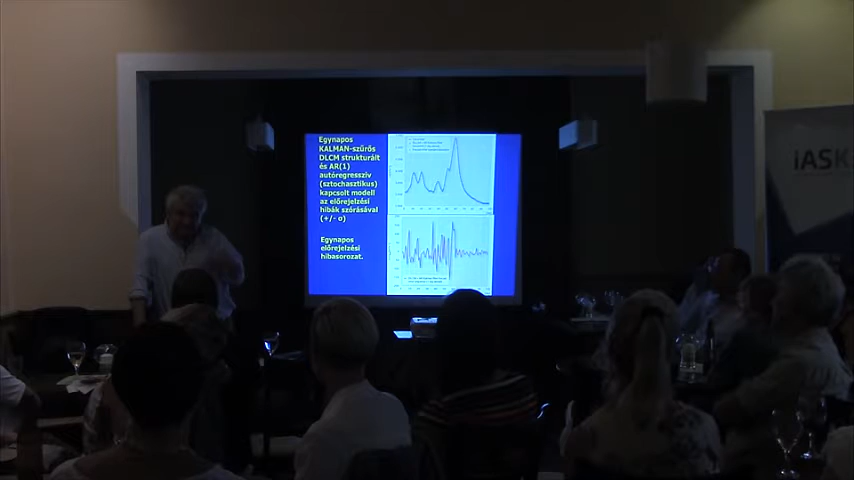 Egynapos
KALMAN-szűrős
DLCM strukturált
és AR(1)
autóregresszív
(sztochasztikus)
kapcsolt modell
az előrejelzési
hibák szórásával
(+/- σ)
Egynapos
előrejelzési
hibasorozat.
iASK